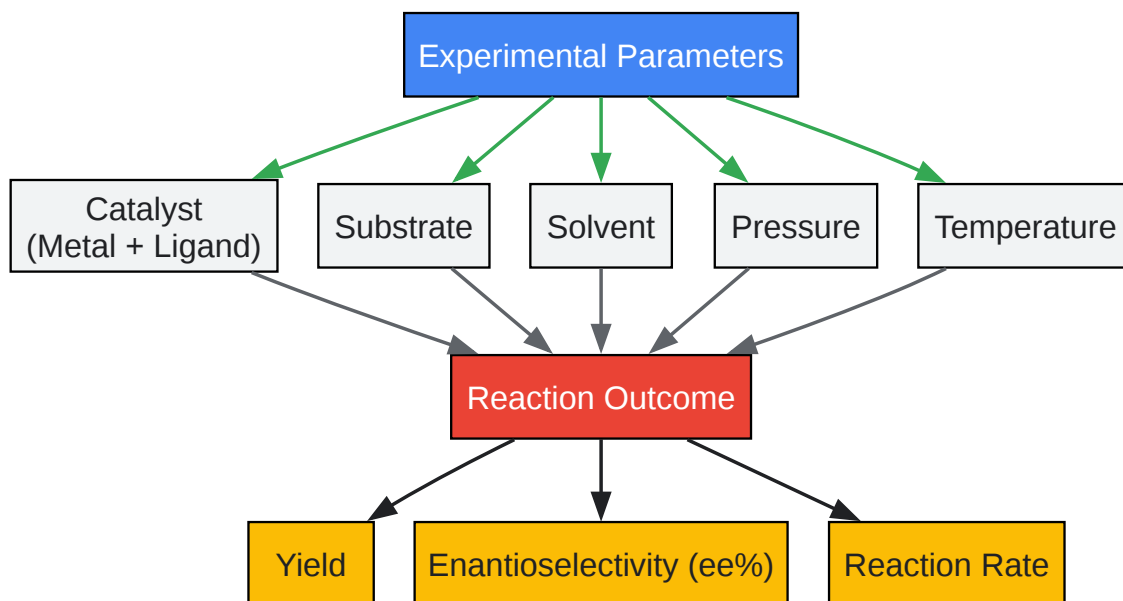 Experimental Parameters
Catalyst
(Metal + Ligand)
Substrate
Solvent
Pressure
Temperature
Reaction Outcome
Yield
Enantioselectivity (ee%)
Reaction Rate